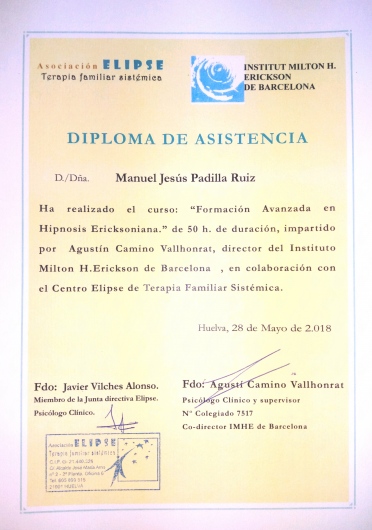 Asociación ELIPSE
Terapia familiar sistémica
INSTITUT MILTON H.
ERICKSON
DE BARCELONA
DIPLOMA DE ASISTENCIA
D./Dña. Manuel Jesús Padilla Ruiz
Ha realizado el curso: “Formación Avanzada en
Hipnosis Ericksoniana.” de 50 h. de duración, impartido
por Agustín Camino Vallhonrat, director del Instituto
Milton H.Erickson de Barcelona , en colaboración con
el Centro Elipse de Terapia Familiar Sistémica.
Huelva, 28 de Mayo de 2.018
Fdo: Javier Vilches Alonso.
Miembro de la Junta directiva Elipse.
Psicólogo Clínico.
Fdo: Agustí Camino Vallhonrat
Psicólogo Clínico y supervisor
Nº Colegiado 7517
Co-director IMHE de Barcelona
Asociación ELIPSE
Terapia familiar sistémica